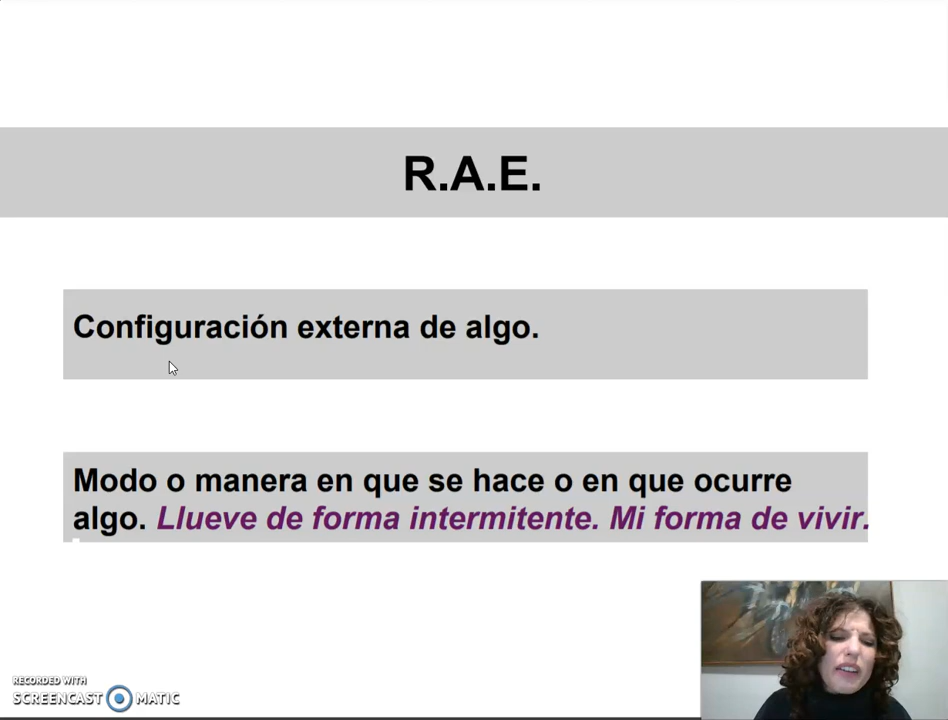 R.A.E.
Configuración externa de algo.
Modo o manera en que se hace o en que ocurre
algo. Llueve de forma intermitente. Mi forma de vivir.
RECORDED WITH
SCREENCAST MATIC